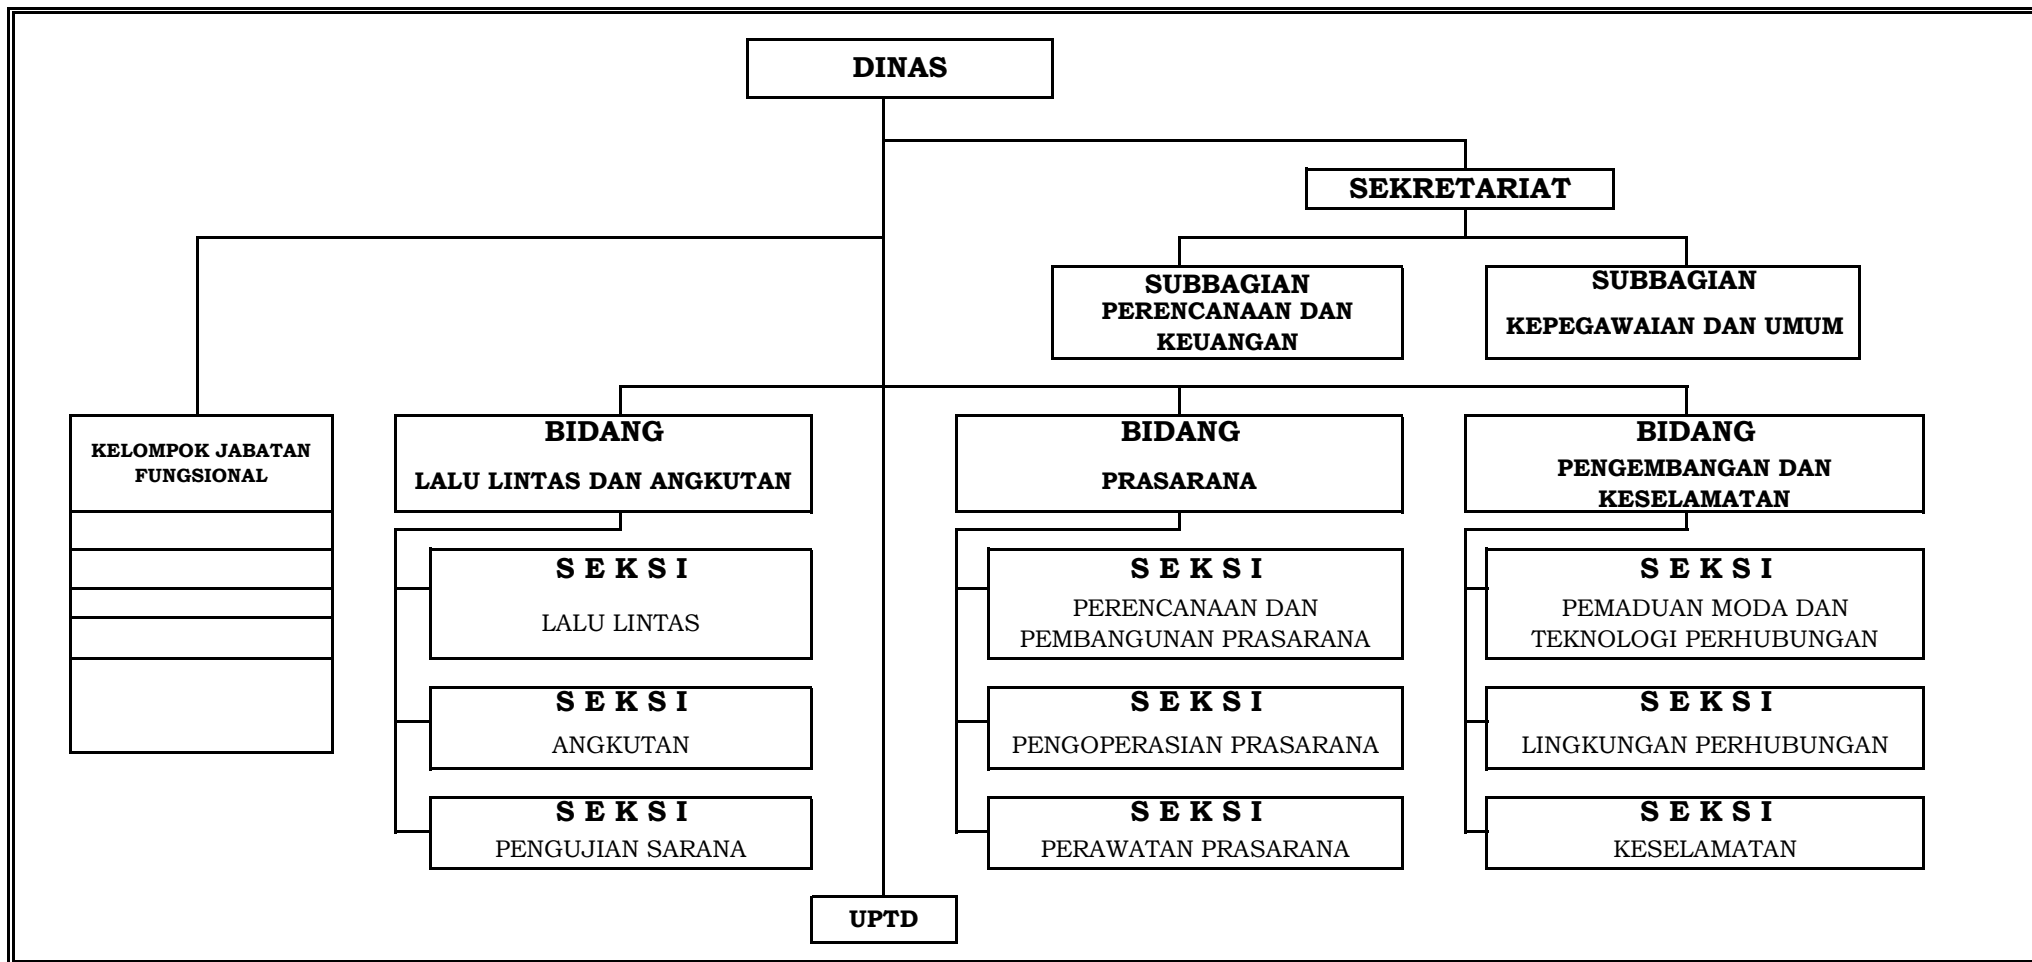 DINAS
SEKRETARIAT
SUBBAGIAN
PERENCANAAN DAN
KEUANGAN
SUBBAGIAN
KEPEGAWAIAN DAN UMUM
KELOMPOK JABATAN
FUNGSIONAL
BIDANG
LALU LINTAS DAN ANGKUTAN
BIDANG
PRASARANA
BIDANG
PENGEMBANGAN DAN
KESELAMATAN
S E K S I
LALU LINTAS
S E K S I
ANGKUTAN
S E K S I
PENGUJIAN SARANA
S E K S I
PERENCANAAN DAN
PEMBANGUNAN PRASARANA
S E K S I
PENGOPERASIAN PRASARANA
S E K S I
PERAWATAN PRASARANA
S E K S I
PEMADUAN MODA DAN
TEKNOLOGI PERHUBUNGAN
S E K S I
LINGKUNGAN PERHUBUNGAN
S E K S I
KESELAMATAN
UPTD